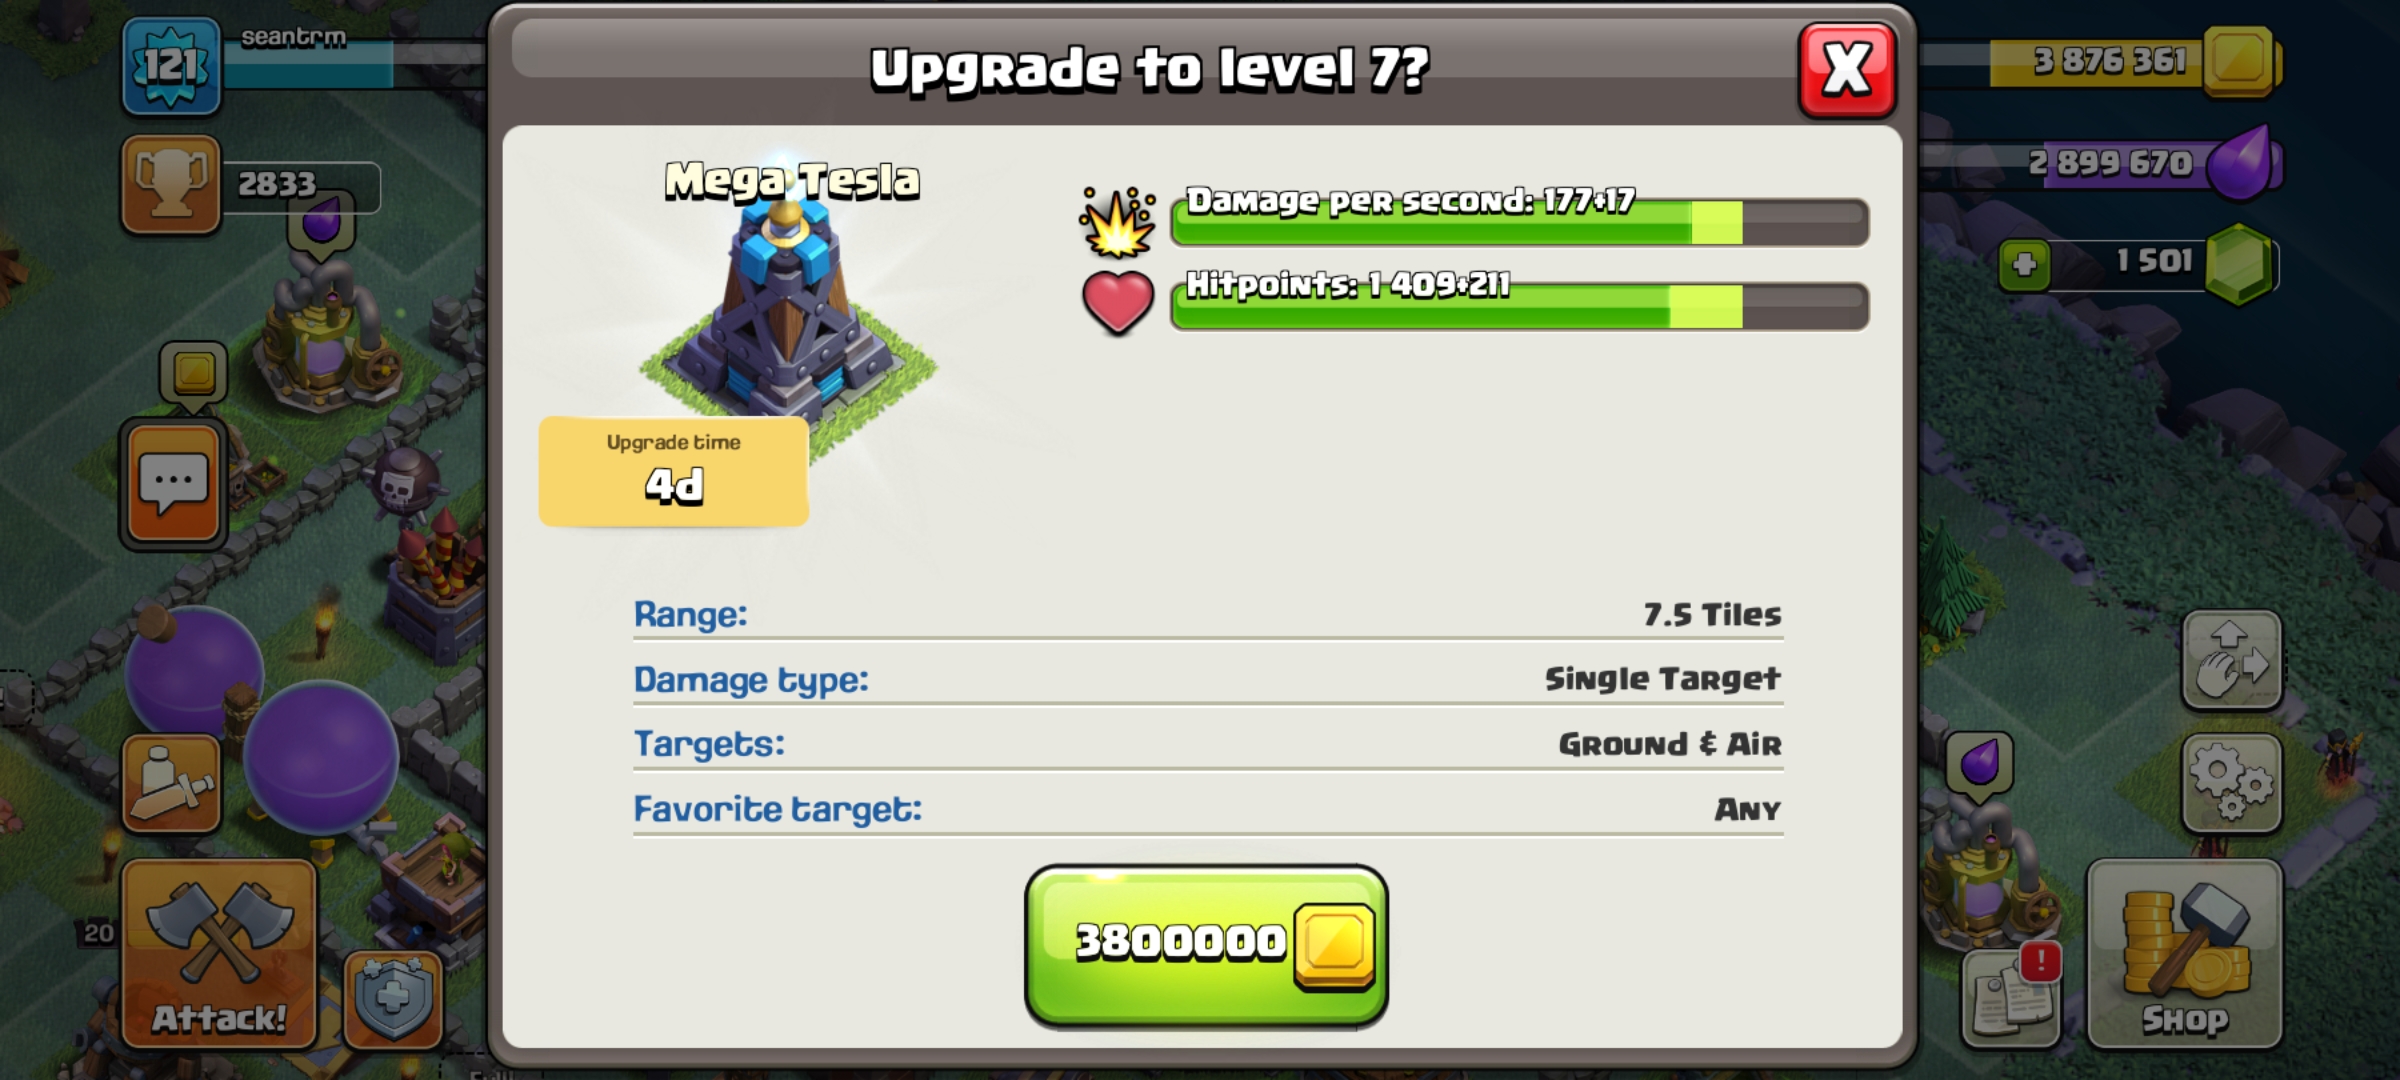 121
seantrm
2833
Upgrade to level 7?
X
3 876 361
2 899 670
1 501
Mega Tesla
Damage per second: 177+17
Hitpoints: 1 409+211
Upgrade time
4d
Range: 7.5 Tiles
Damage type: Single Target
Targets: Ground & Air
Favorite target: Any
3800000
20
Attack!
!
Shop